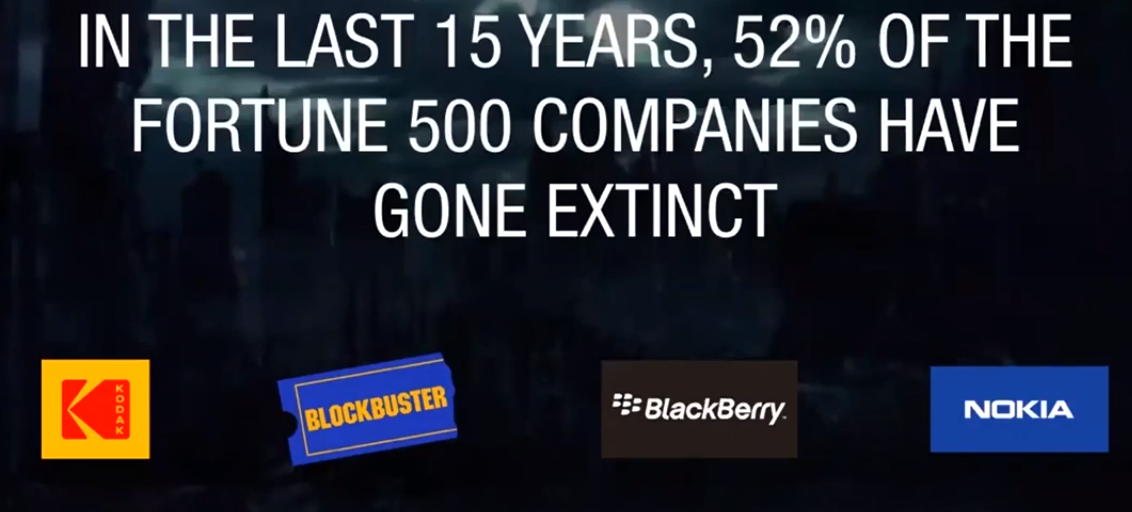 IN THE LAST 15 YEARS, 52% OF THE
FORTUNE 500 COMPANIES HAVE
GONE EXTINCT
KODAK
BLOCKBUSTER
BlackBerry
NOKIA